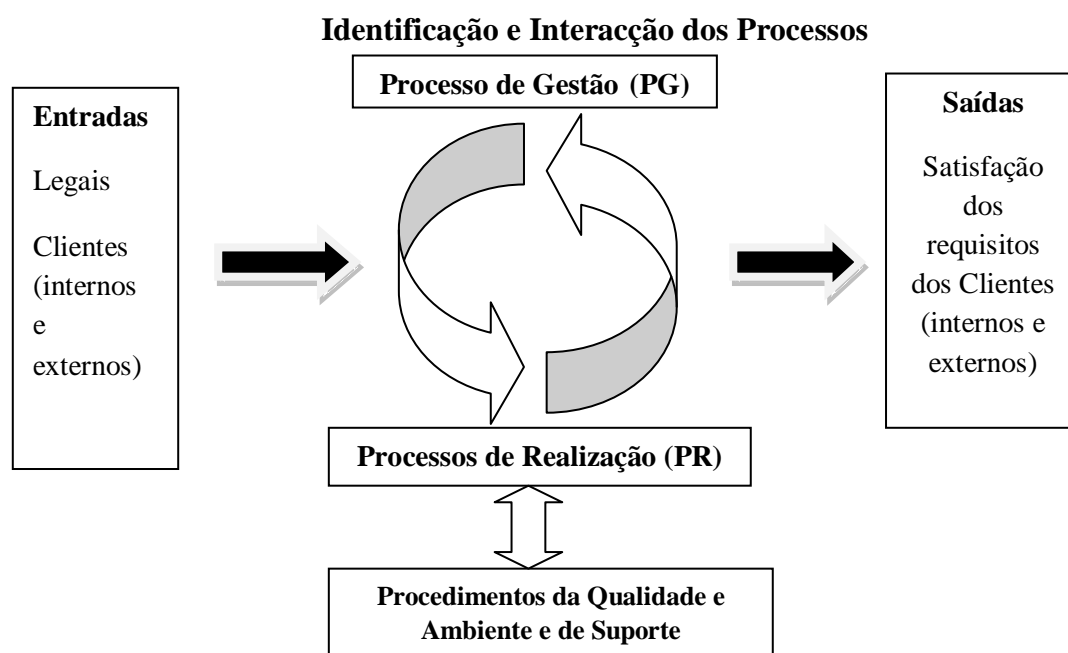 Identificação e Interacção dos Processos
Processo de Gestão (PG)
Entradas
Legais
Clientes
(internos
e
externos)
Saídas
Satisfação
dos
requisitos
dos Clientes
(internos e
externos)
Processos de Realização (PR)
Procedimentos da Qualidade e
Ambiente e de Suporte